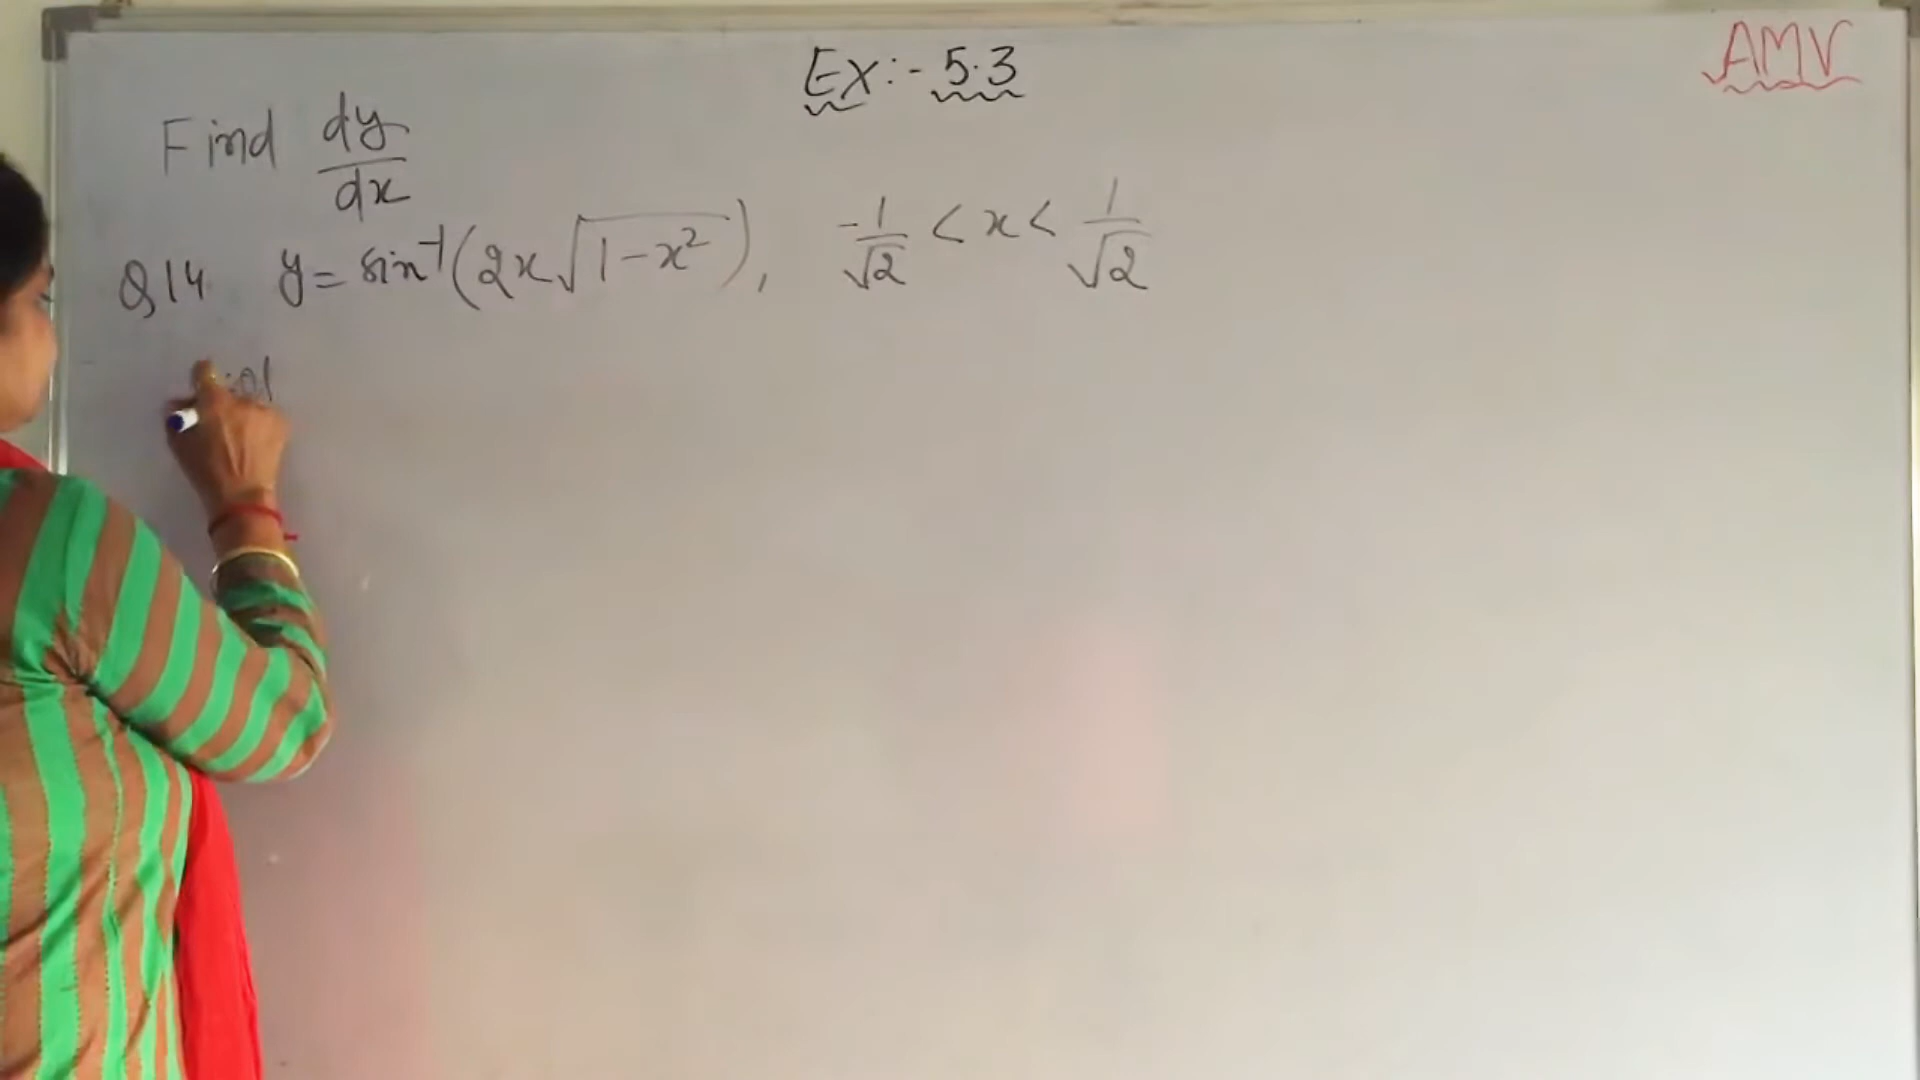 Ex:- 5.3
AMV
Find dy/dx
Q14. y = sin⁻¹(2x√(1-x²)), -1/√2 < x < 1/√2